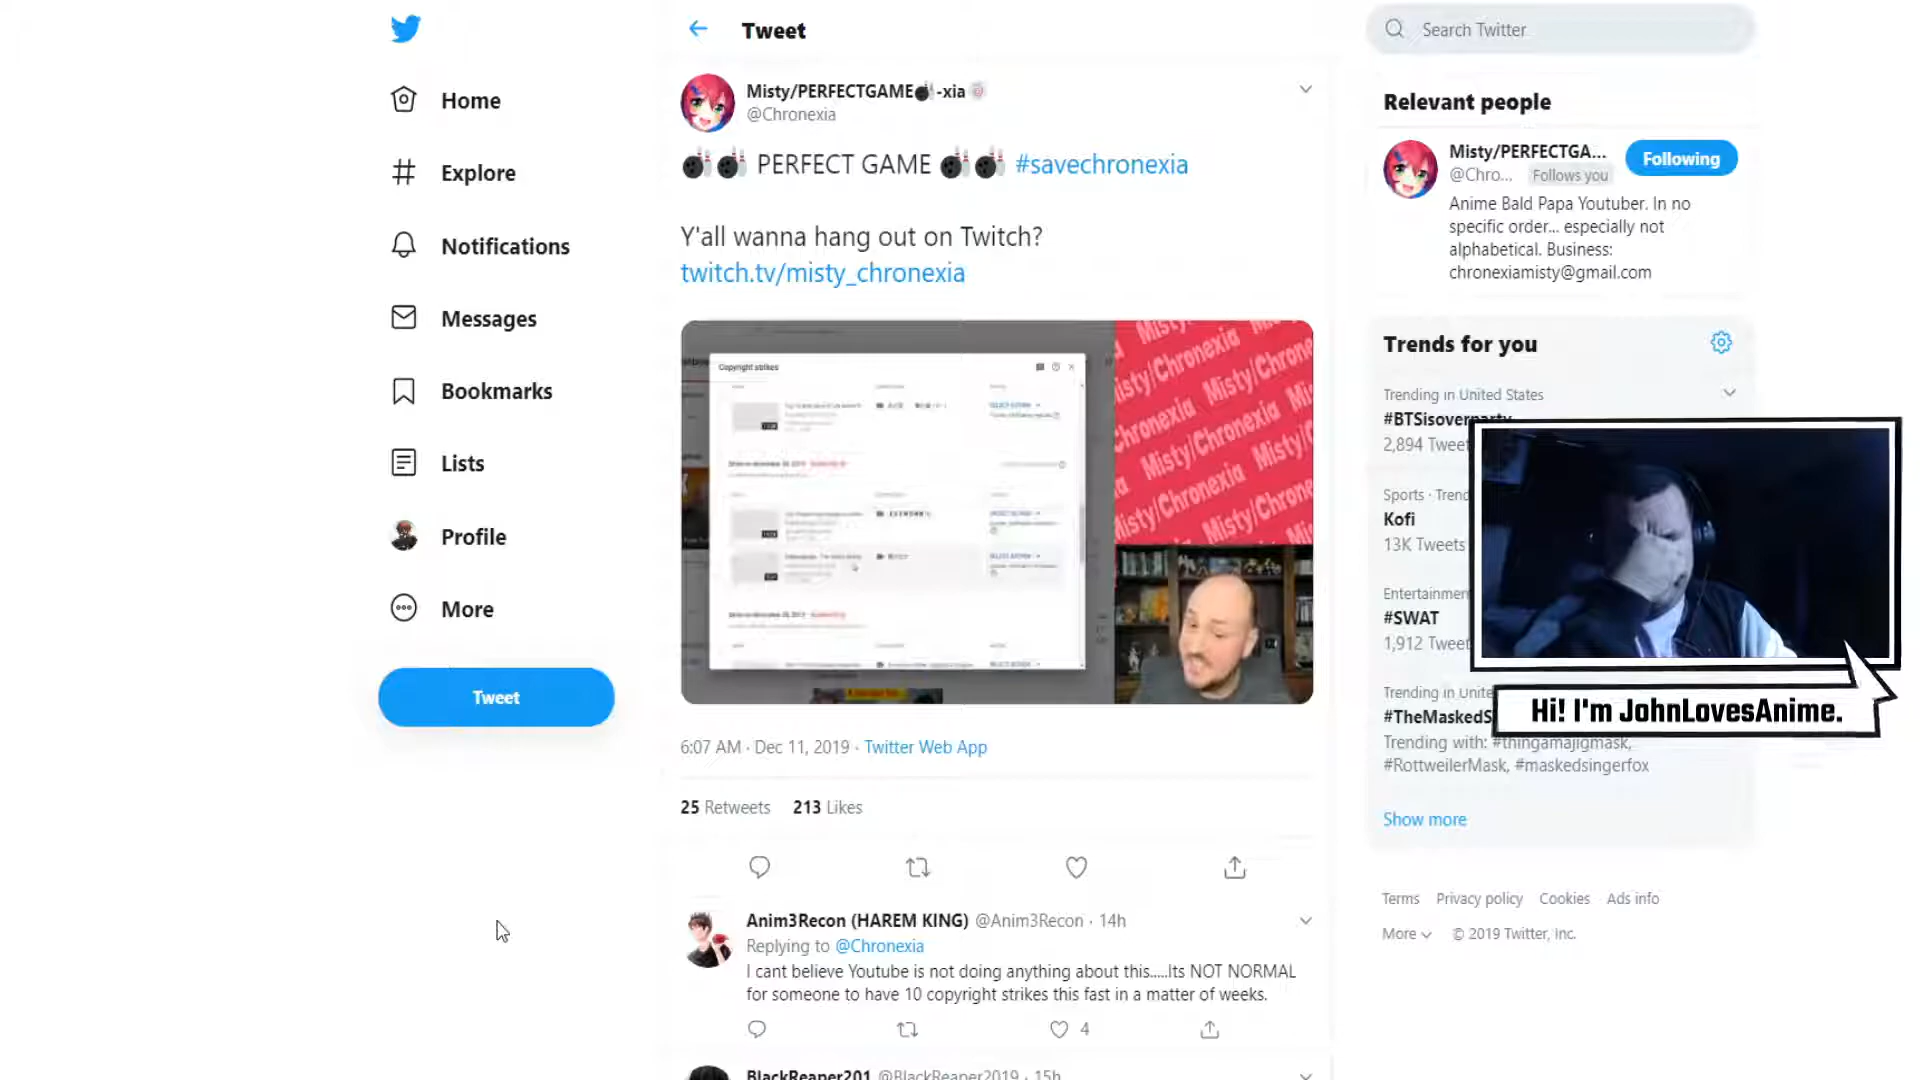 Home
Explore
Notifications
Messages
Bookmarks
Lists
Profile
More
Tweet
Tweet
Misty/PERFECTGAME🎳-xia🍥
@Chronexia
🎳🎳 PERFECT GAME 🎳🎳 #savechronexia
Y'all wanna hang out on Twitch?
twitch.tv/misty_chronexia
Copyright strikes
Misty/Chronexia
Misty/Chronexia
Misty/Chronexia
6:07 AM · Dec 11, 2019 · Twitter Web App
25 Retweets 213 Likes
Anim3Recon (HAREM KING) @Anim3Recon · 14h
Replying to @Chronexia
I cant believe Youtube is not doing anything about this.....Its NOT NORMAL
for someone to have 10 copyright strikes this fast in a matter of weeks.
4
BlackReaper201 @BlackReaper2019 · 15h
Search Twitter
Relevant people
Misty/PERFECTGA...
@Chro... Follows you
Following
Anime Bald Papa Youtuber. In no
specific order... especially not
alphabetical. Business:
chronexiamisty@gmail.com
Trends for you
Trending in United States
#BTSisoverparty
2,894 Tweet
Sports · Trend
Kofi
13K Tweets
Entertainmen
#SWAT
1,912 Tweet
Trending in Unite
#TheMaskedS
Trending with: #thingamajigmask,
#RottweilerMask, #maskedsingerfox
Show more
Hi! I'm JohnLovesAnime.
Terms Privacy policy Cookies Ads info
More © 2019 Twitter, Inc.